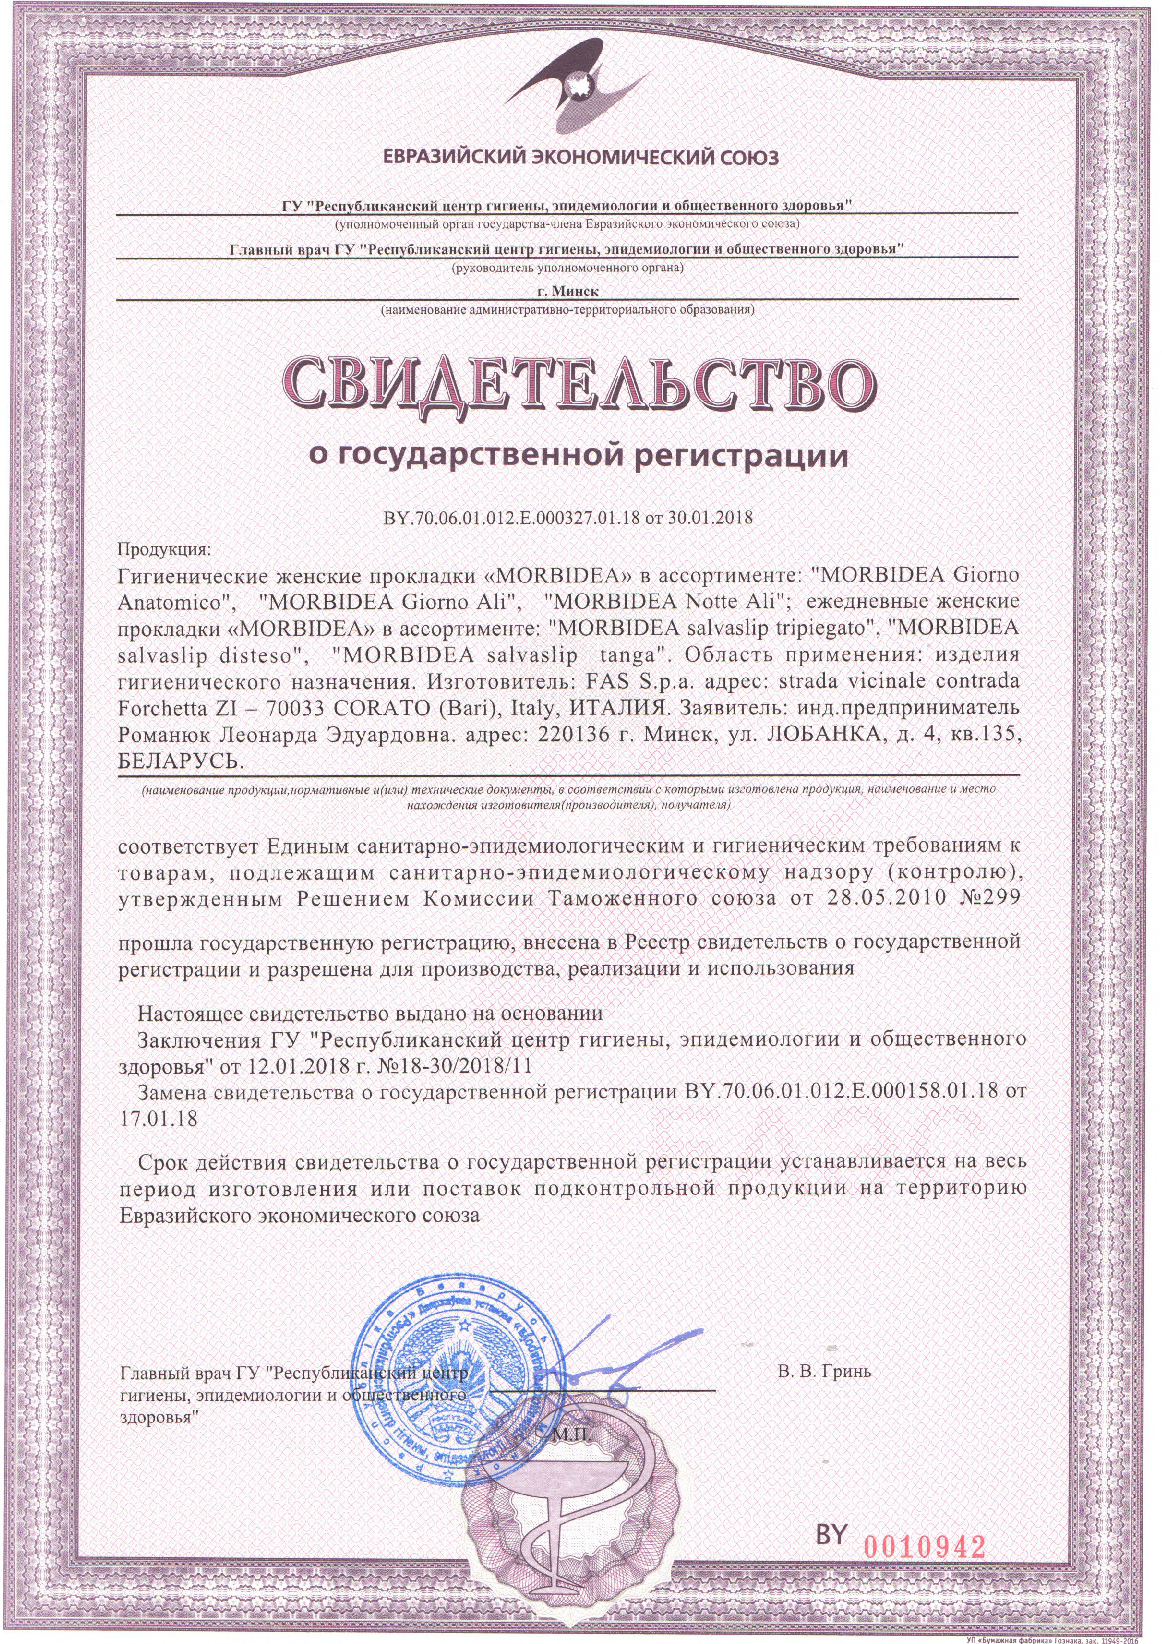 ЕВРАЗИЙСКИЙ ЭКОНОМИЧЕСКИЙ СОЮЗ
ГУ "Республиканский центр гигиены, эпидемиологии и общественного здоровья"
(уполномоченный орган государства-члена Евразийского экономического союза)
Главный врач ГУ "Республиканский центр гигиены, эпидемиологии и общественного здоровья"
(руководитель уполномоченного органа)
г. Минск
(наименование административно-территориального образования)
СВИДЕТЕЛЬСТВО
о государственной регистрации
BY.70.06.01.012.Е.000327.01.18 от 30.01.2018
Продукция:
Гигиенические женские прокладки «MORBIDEA» в ассортименте: "MORBIDEA Giorno
Anatomico", "MORBIDEA Giorno Ali", "MORBIDEA Notte Ali"; ежедневные женские
прокладки «MORBIDEA» в ассортименте: "MORBIDEA salvaslip tripiegato", "MORBIDEA
salvaslip disteso", "MORBIDEA salvaslip tanga". Область применения: изделия
гигиенического назначения. Изготовитель: FAS S.p.a. адрес: strada vicinale contrada
Forchetta ZI – 70033 CORATO (Bari), Italy, ИТАЛИЯ. Заявитель: инд.предприниматель
Романюк Леонарда Эдуардовна. адрес: 220136 г. Минск, ул. ЛОБАНКА, д. 4, кв.135,
БЕЛАРУСЬ.
(наименование продукции,нормативные и(или) технические документы, в соответствии с которыми изготовлена продукция, наименование и место
нахождения изготовителя(производителя), получателя)
соответствует Единым санитарно-эпидемиологическим и гигиеническим требованиям к
товарам, подлежащим санитарно-эпидемиологическому надзору (контролю),
утвержденным Решением Комиссии Таможенного союза от 28.05.2010 №299
прошла государственную регистрацию, внесена в Реестр свидетельств о государственной
регистрации и разрешена для производства, реализации и использования
Настоящее свидетельство выдано на основании
Заключения ГУ "Республиканский центр гигиены, эпидемиологии и общественного
здоровья" от 12.01.2018 г. №18-30/2018/11
Замена свидетельства о государственной регистрации BY.70.06.01.012.Е.000158.01.18 от
17.01.18
Срок действия свидетельства о государственной регистрации устанавливается на весь
период изготовления или поставок подконтрольной продукции на территорию
Евразийского экономического союза
Главный врач ГУ "Республиканский центр
гигиены, эпидемиологии и общественного
здоровья"
В. В. Гринь
М.П.
BY 0010942
УП «Бумажная фабрика» Гознака, зак. 11949-2016